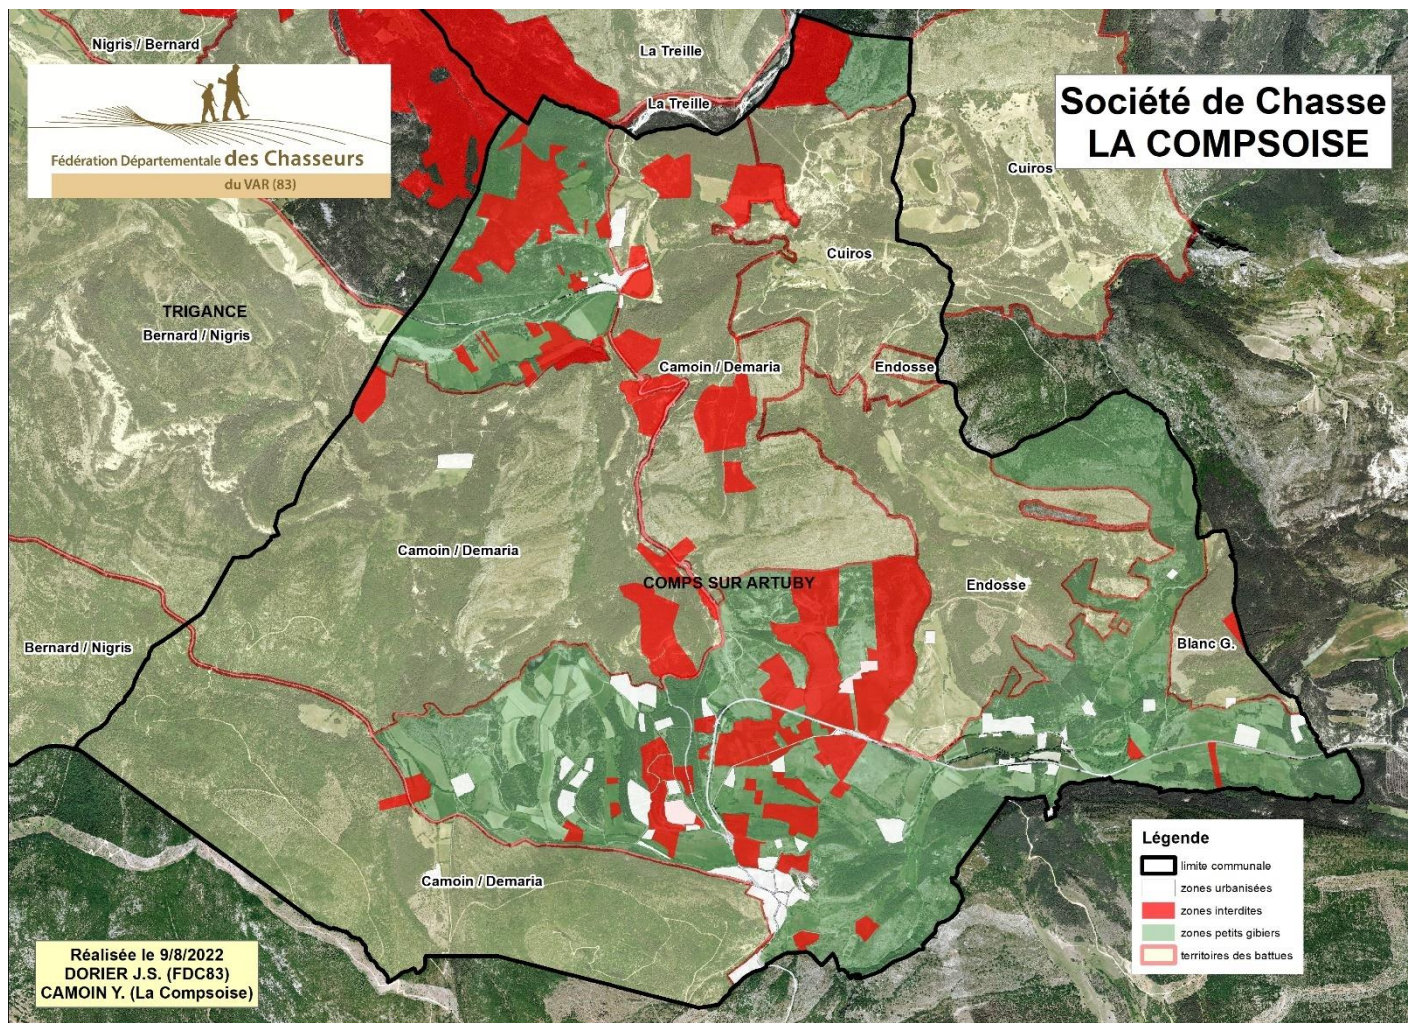 Nigris / Bernard
La Treille
La Treille
Fédération Départementale des Chasseurs
du VAR (83)
Société de Chasse
LA COMPSOISE
Cuiros
Cuiros
TRIGANCE
Bernard / Nigris
Camoin / Demaria
Endosse
Camoin / Demaria
COMPS SUR ARTUBY
Endosse
Bernard / Nigris
Blanc G.
Camoin / Demaria
Légende
limite communale
zones urbanisées
zones interdites
zones petits gibiers
territoires des battues
Réalisée le 9/8/2022
DORIER J.S. (FDC83)
CAMOIN Y. (La Compsoise)